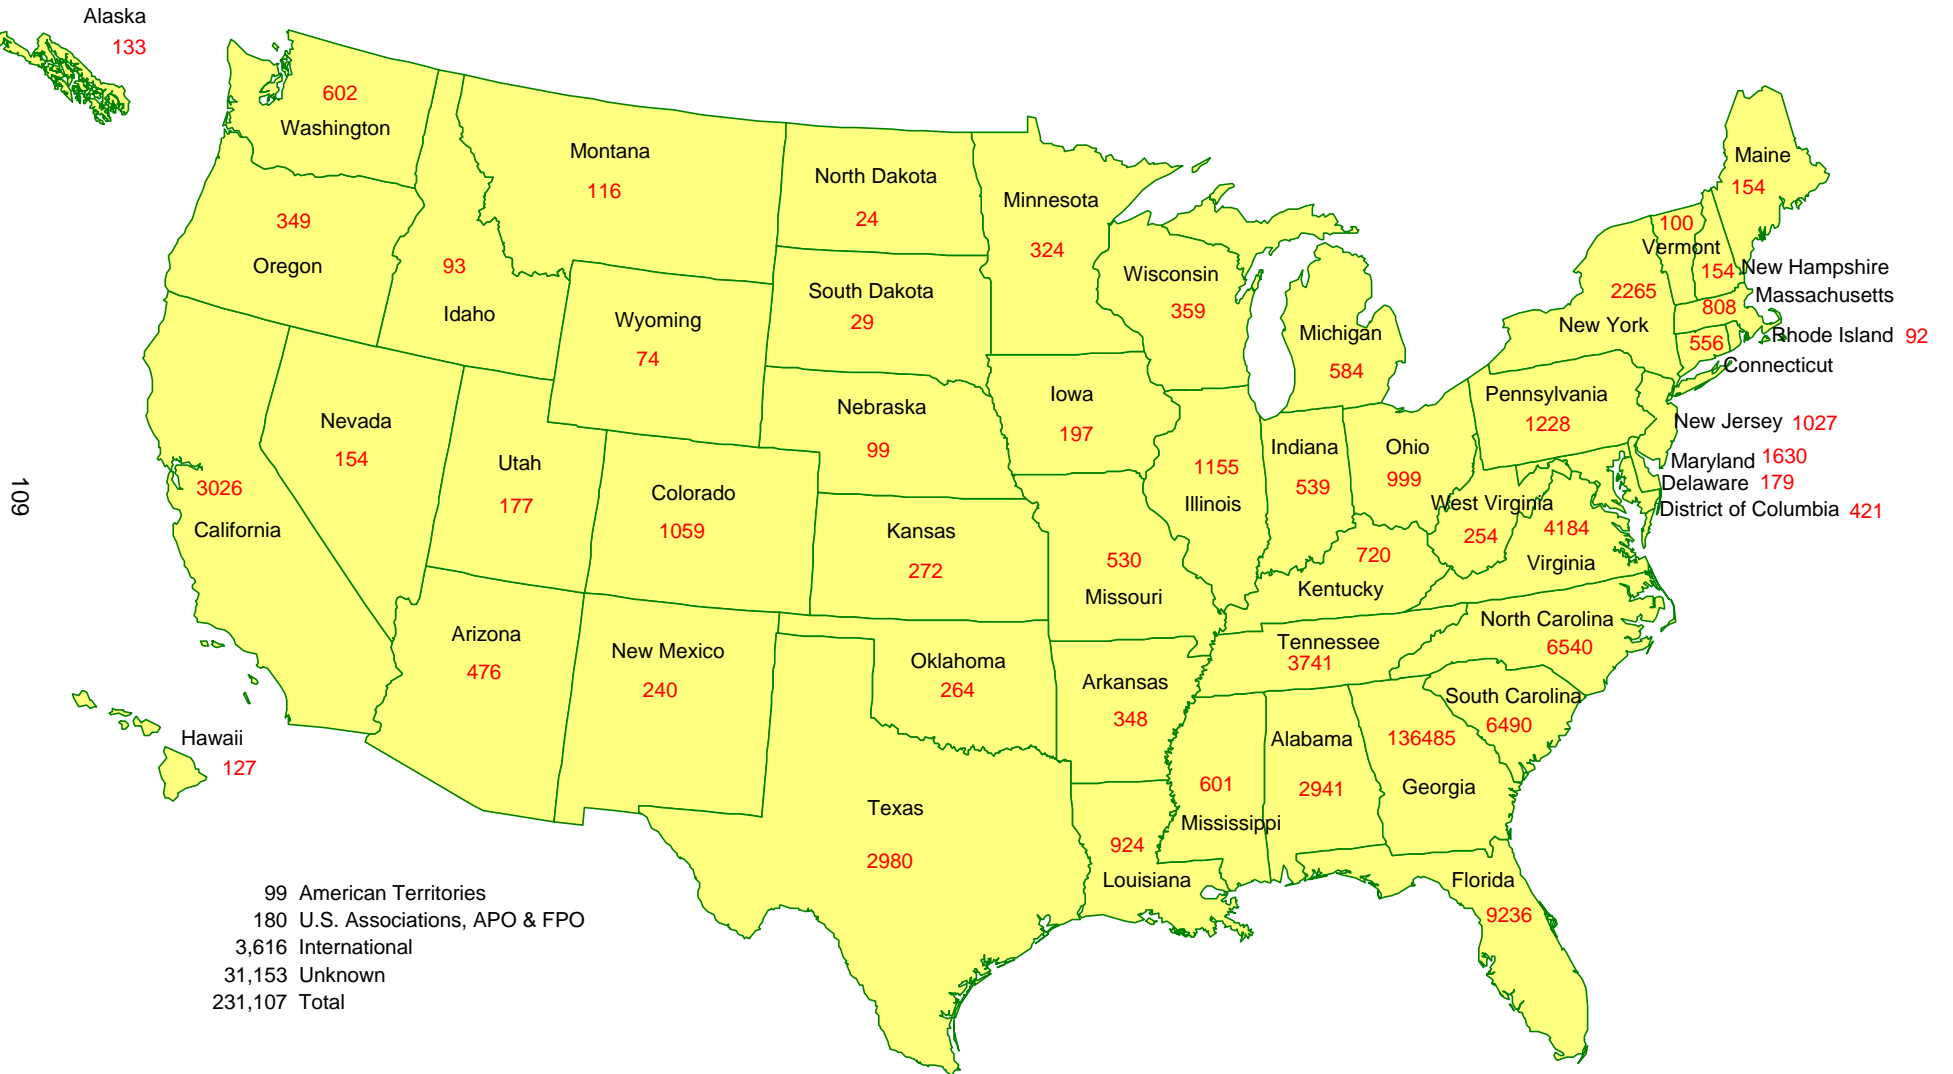 Alaska
133
602
Washington
349
Oregon
93
Idaho
Montana
116
North Dakota
24
Minnesota
324
South Dakota
29
Wyoming
74
Wisconsin
359
Michigan
584
Maine
154
100
Vermont
154 New Hampshire
2265
New York
808 Massachusetts
Rhode Island 92
556
Connecticut
Nevada
154
3026
California
Utah
177
Colorado
1059
Nebraska
99
Kansas
272
Iowa
197
1155
Illinois
Indiana
539
Ohio
999
Pennsylvania
1228
New Jersey 1027
Maryland 1630
Delaware 179
District of Columbia 421
West Virginia
254
4184
Virginia
720
Kentucky
530
Missouri
Arizona
476
New Mexico
240
Oklahoma
264
Arkansas
348
Tennessee
3741
North Carolina
6540
South Carolina
6490
136485
Georgia
Alabama
2941
601
Mississippi
924
Louisiana
Texas
2980
Florida
9236
Hawaii
127
99 American Territories
180 U.S. Associations, APO & FPO
3,616 International
31,153 Unknown
231,107 Total
109